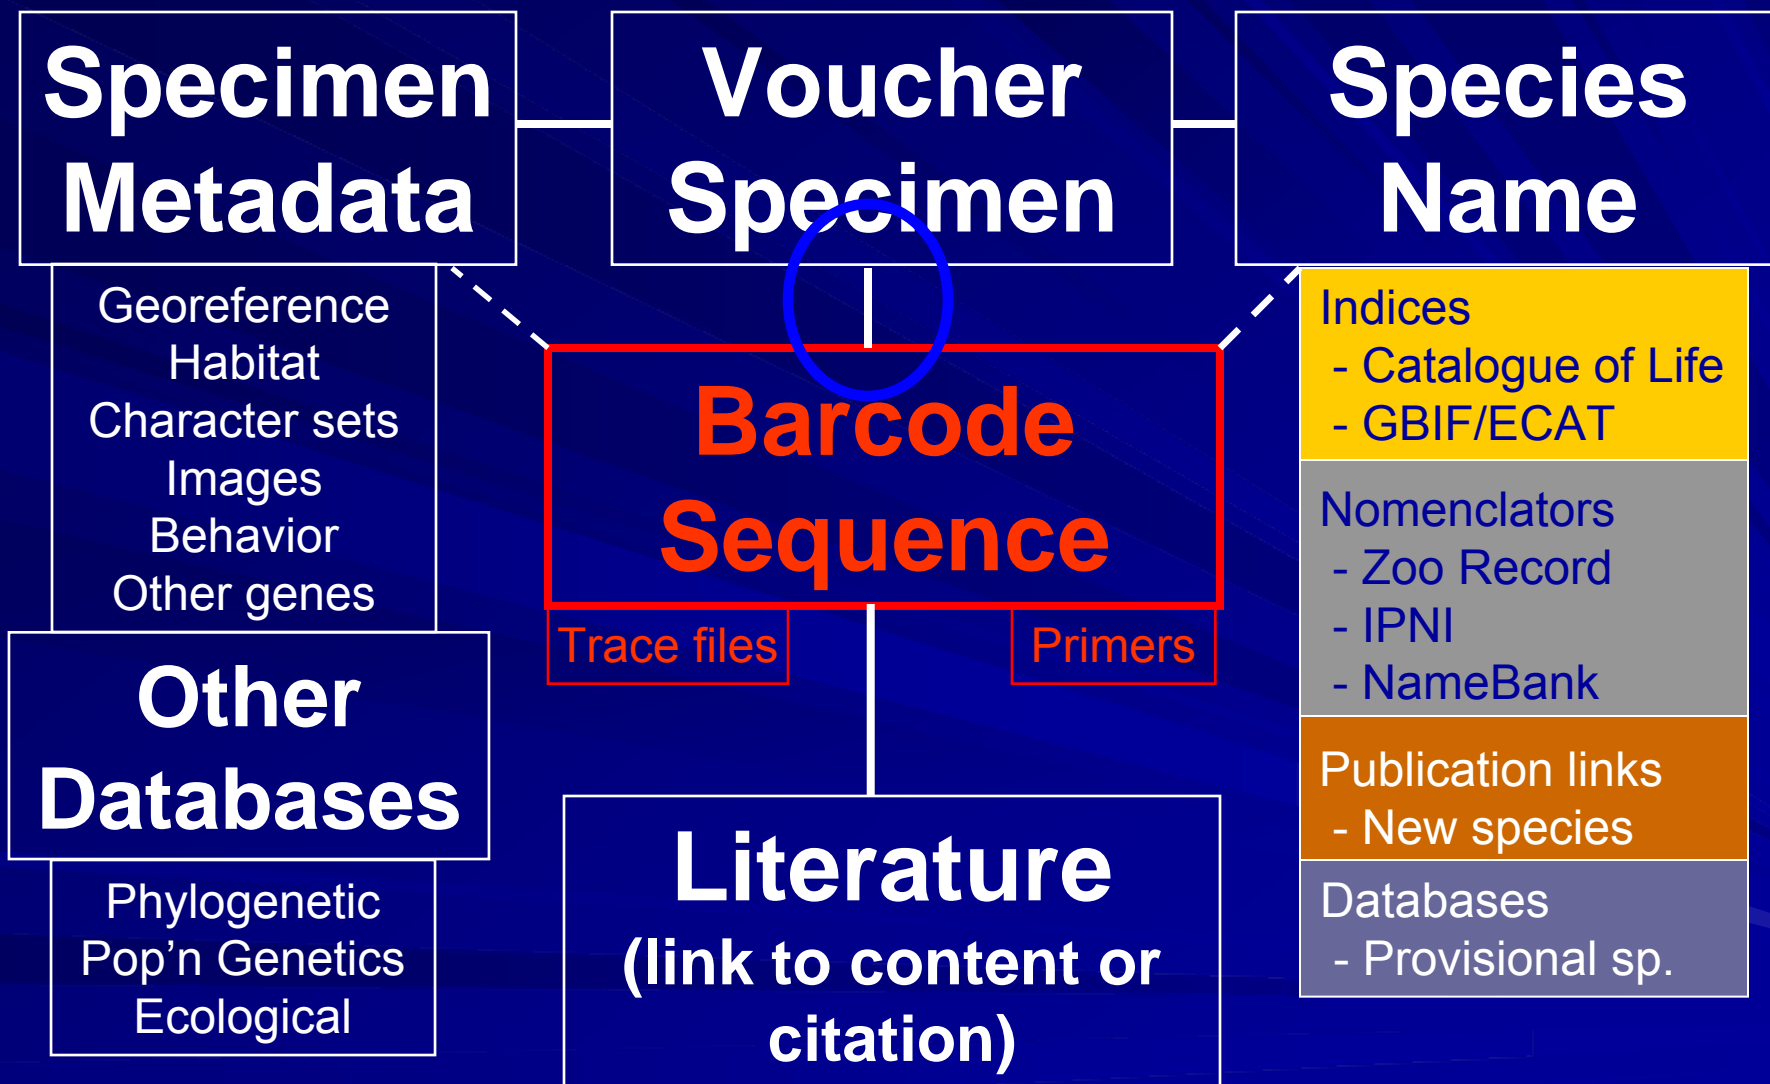 Specimen
Metadata
Voucher
Specimen
Species
Name
Georeference
Habitat
Character sets
Images
Behavior
Other genes
Other
Databases
Phylogenetic
Pop'n Genetics
Ecological
Barcode
Sequence
Trace files
Primers
Literature
(link to content or
citation)
Indices
- Catalogue of Life
- GBIF/ECAT
Nomenclators
- Zoo Record
- IPNI
- NameBank
Publication links
- New species
Databases
- Provisional sp.